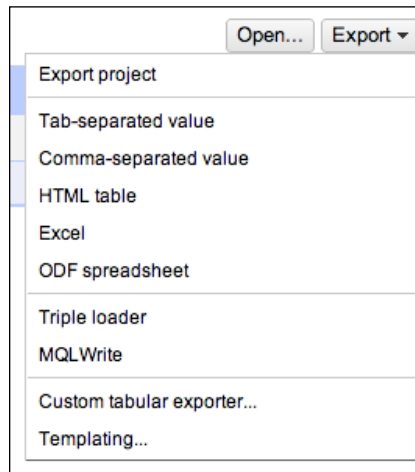 Open... Export
Export project
Tab-separated value
Comma-separated value
HTML table
Excel
ODF spreadsheet
Triple loader
MQLWrite
Custom tabular exporter...
Templating...